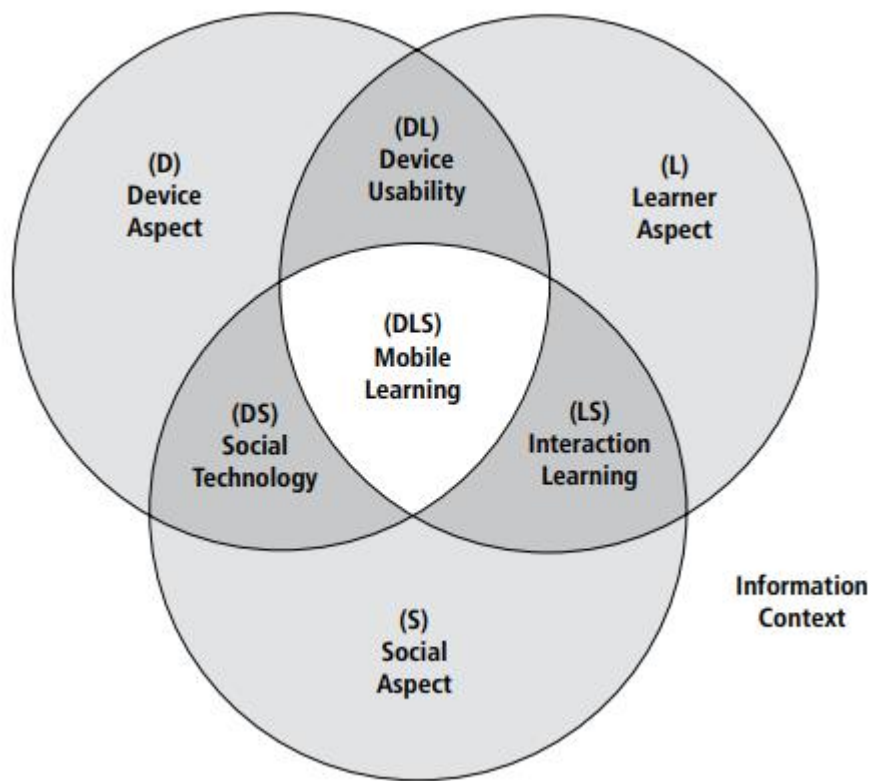 (DL)
Device
Usability
(D)
Device
Aspect
(L)
Learner
Aspect
(DLS)
Mobile
Learning
(DS)
Social
Technology
(LS)
Interaction
Learning
Information
Context
(S)
Social
Aspect